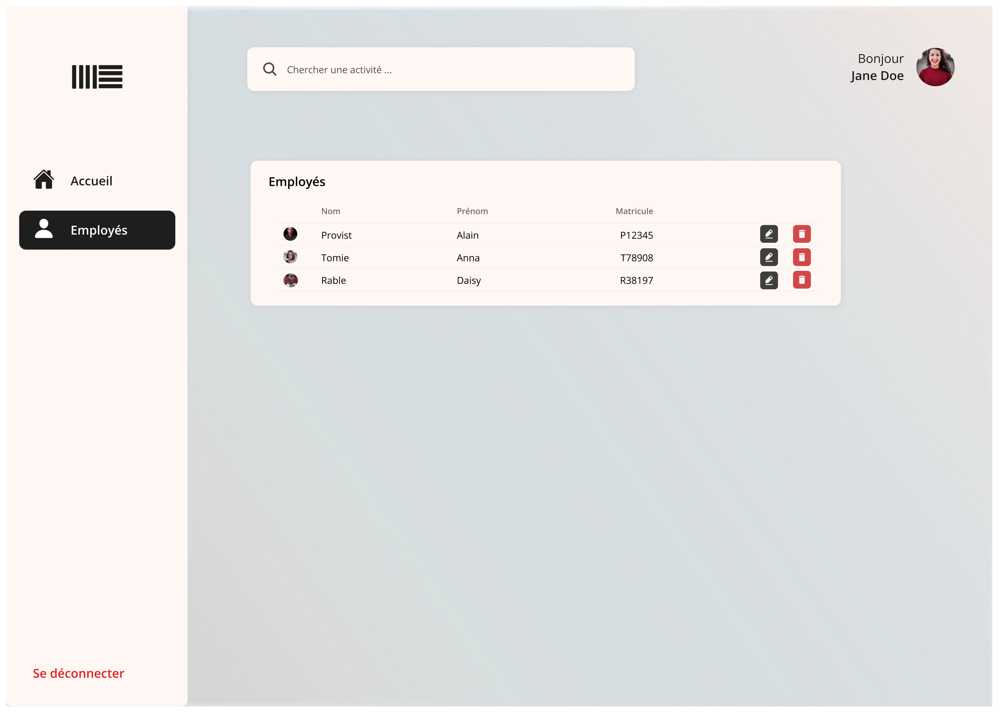 Chercher une activité ...
Bonjour
Jane Doe
Accueil
Employés
Se déconnecter
Employés
Nom Prénom Matricule
Provist Alain P12345
Tomie Anna T78908
Rable Daisy R38197